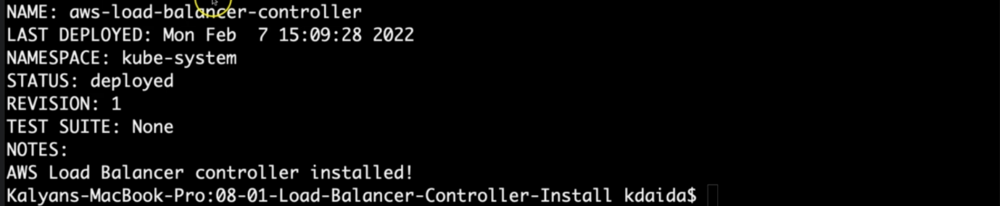 NAME: aws-load-balancer-controller
LAST DEPLOYED: Mon Feb  7 15:09:28 2022
NAMESPACE: kube-system
STATUS: deployed
REVISION: 1
TEST SUITE: None
NOTES:
AWS Load Balancer controller installed!
Kalyans-MacBook-Pro:08-01-Load-Balancer-Controller-Install kdaida$